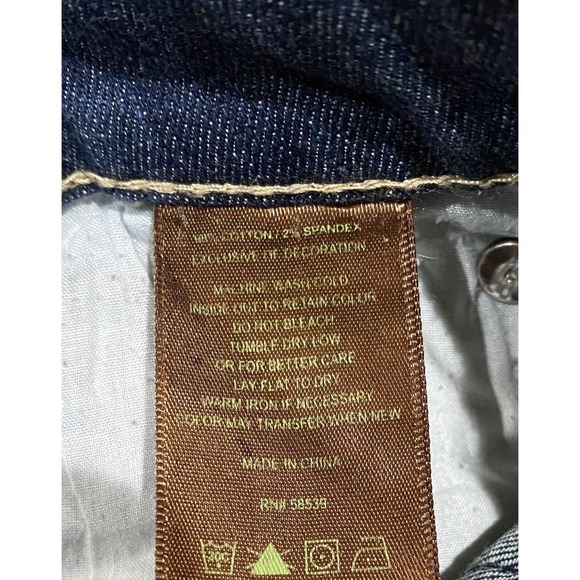 COTTON / 2% SPANDEX
EXCLUSIVE OF DECORATION
MACHINE WASH COLD
INSIDE OUT TO RETAIN COLOR
DO NOT BLEACH
TUMBLE DRY LOW
OR FOR BETTER CARE
LAY FLAT TO DRY
WARM IRON IF NECESSARY
COLOR MAY TRANSFER WHEN NEW
MADE IN CHINA
RN# 58539